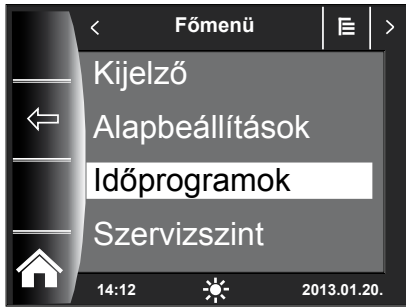 Főmenü
Kijelző
Alapbeállítások
Időprogramok
Szervizszint
14:12 2013.01.20.